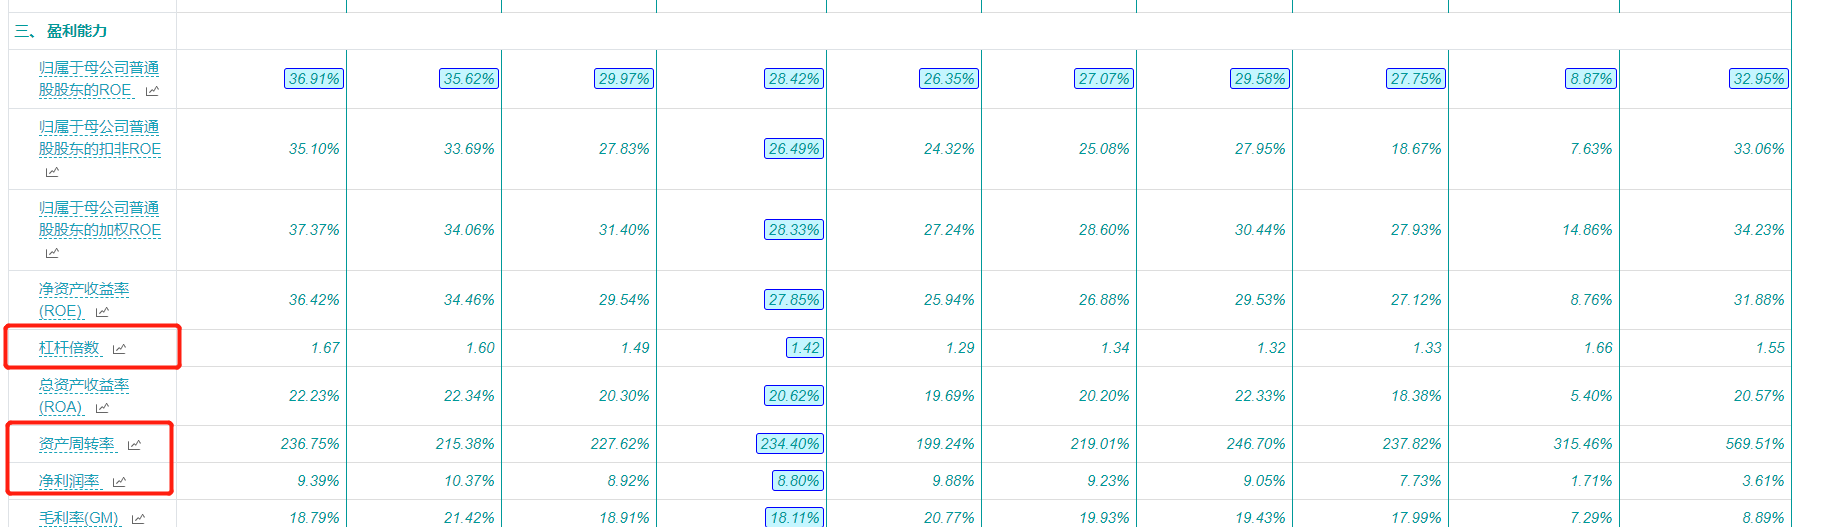 三、 盈利能力
归属于母公司普通
股股东的ROE
36.91% 35.62% 29.97% 28.42% 26.35% 27.07% 29.58% 27.75% 8.87% 32.95%
归属于母公司普通
股股东的扣非ROE
35.10% 33.69% 27.83% 26.49% 24.32% 25.08% 27.95% 18.67% 7.63% 33.06%
归属于母公司普通
股股东的加权ROE
37.37% 34.06% 31.40% 28.33% 27.24% 28.60% 30.44% 27.93% 14.86% 34.23%
净资产收益率
(ROE)
36.42% 34.46% 29.54% 27.85% 25.94% 26.88% 29.53% 27.12% 8.76% 31.88%
杠杆倍数 1.67 1.60 1.49 1.42 1.29 1.34 1.32 1.33 1.66 1.55
总资产收益率
(ROA)
22.23% 22.34% 20.30% 20.62% 19.69% 20.20% 22.33% 18.38% 5.40% 20.57%
资产周转率 236.75% 215.38% 227.62% 234.40% 199.24% 219.01% 246.70% 237.82% 315.46% 569.51%
净利润率 9.39% 10.37% 8.92% 8.80% 9.88% 9.23% 9.05% 7.73% 1.71% 3.61%
毛利率(GM) 18.79% 21.42% 18.91% 18.11% 20.77% 19.93% 19.43% 17.99% 7.29% 8.89%